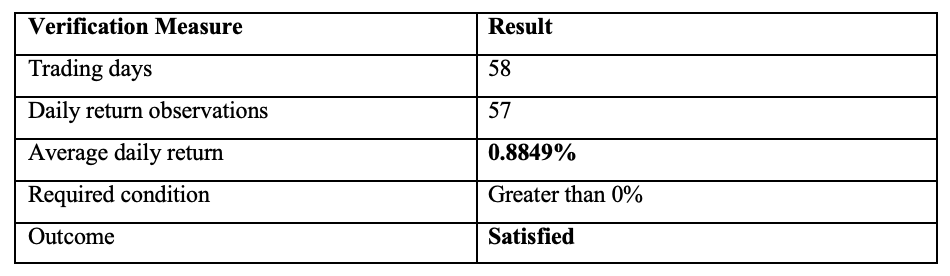 Verification Measure Result
Trading days 58
Daily return observations 57
Average daily return 0.8849%
Required condition Greater than 0%
Outcome Satisfied